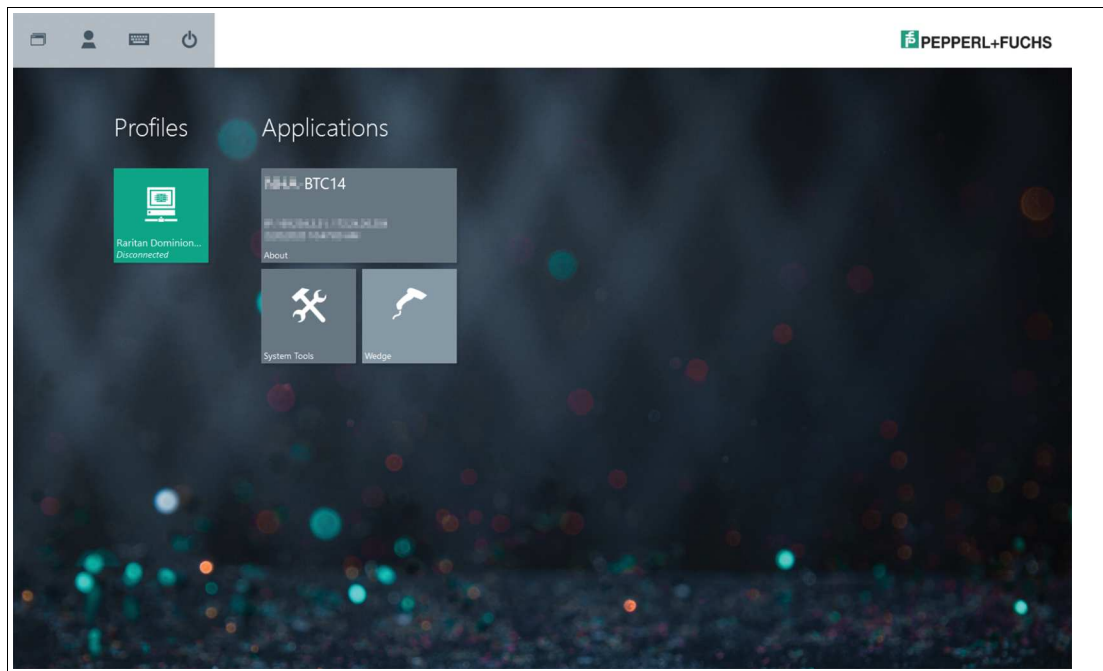 PEPPERL+FUCHS
Profiles
Applications
Raritan Dominion...
Disconnected
BTC14
About
System Tools
Wedge